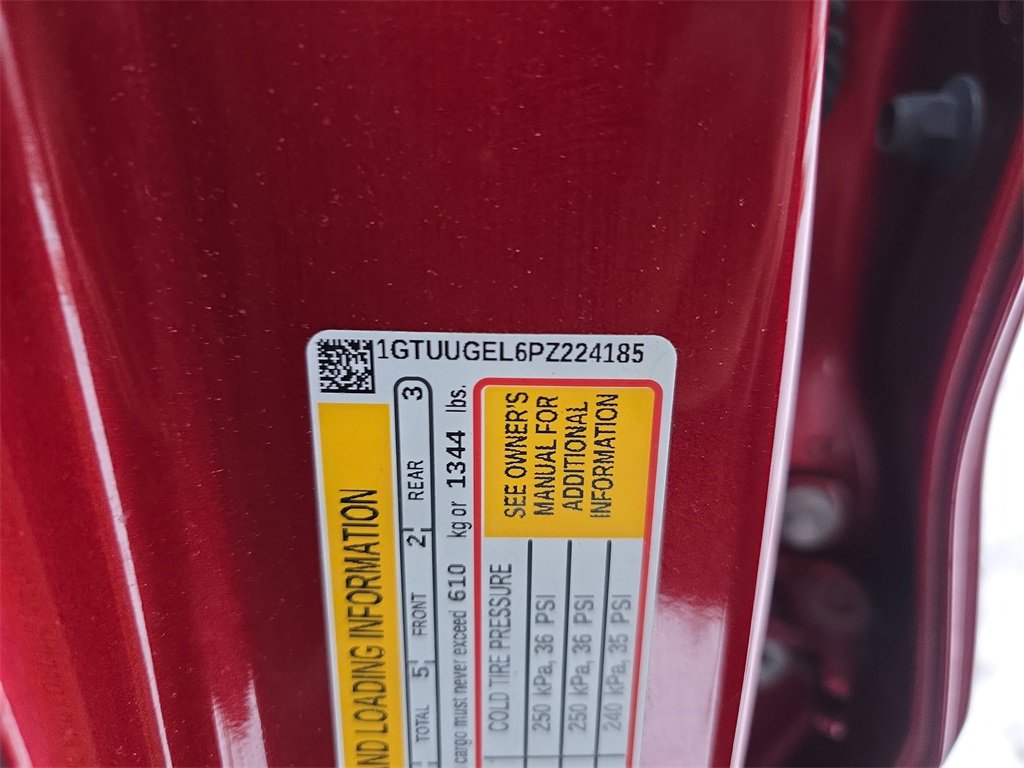 1GTUUGEL6PZ224185
AND LOADING INFORMATION
TOTAL 5 FRONT 2 REAR 3
cargo must never exceed 610 kg or 1344 lbs.
SEE OWNER'S
MANUAL FOR
ADDITIONAL
INFORMATION
COLD TIRE PRESSURE
250 kPa, 36 PSI
250 kPa, 36 PSI
240 kPa, 35 PSI